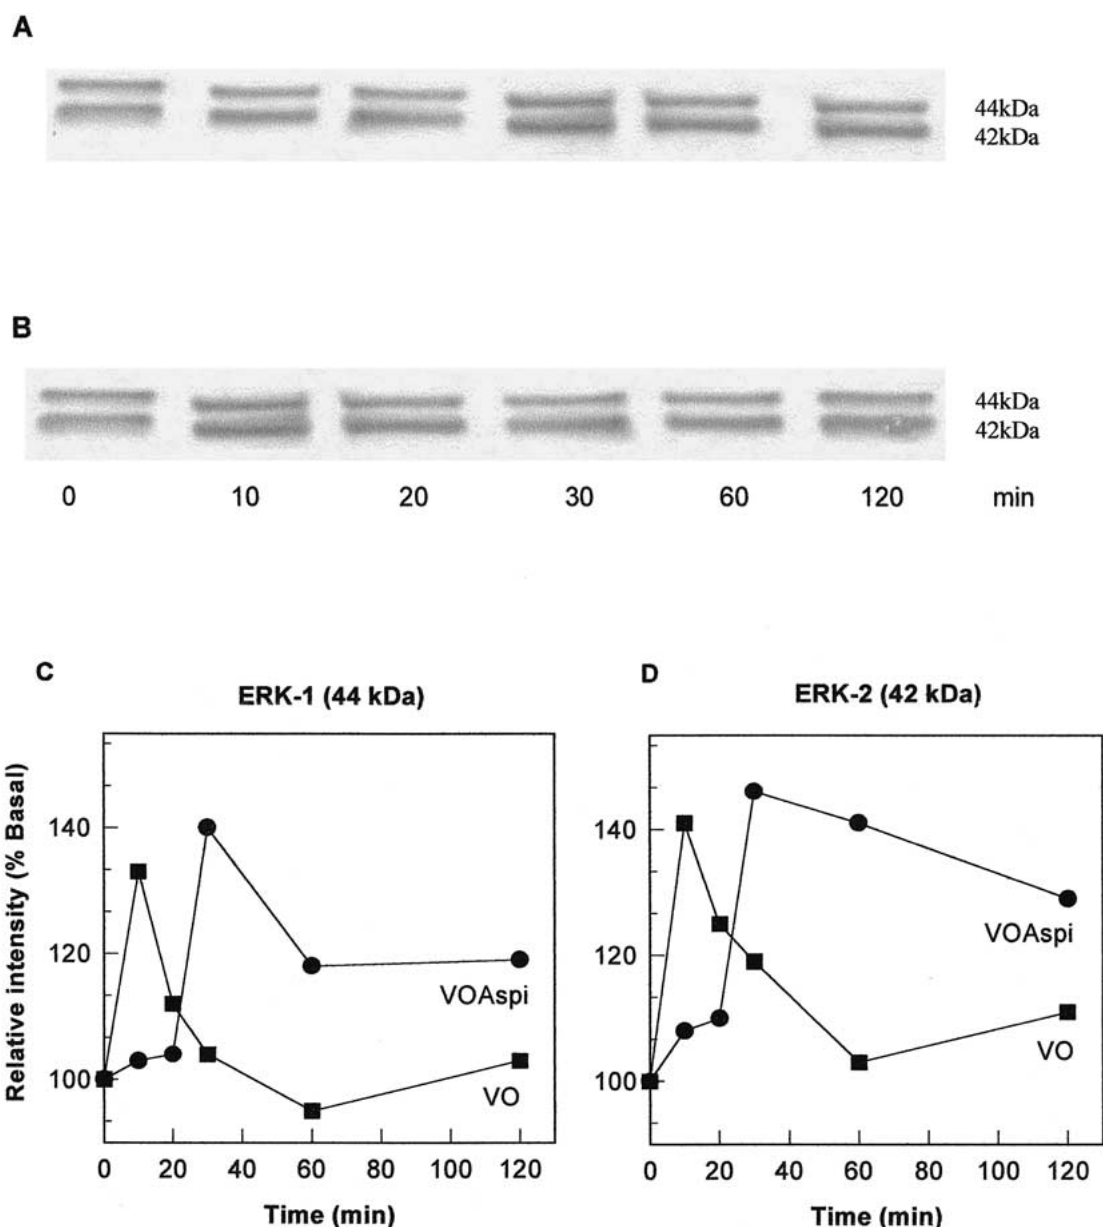 A
44kDa
42kDa
B
44kDa
42kDa
0 10 20 30 60 120 min
C
ERK-1 (44 kDa)
Relative intensity (% Basal)
140
120
100
VOAspi
VO
0 20 40 60 80 100 120
Time (min)
D
ERK-2 (42 kDa)
140
120
100
VOAspi
VO
0 20 40 60 80 100 120
Time (min)